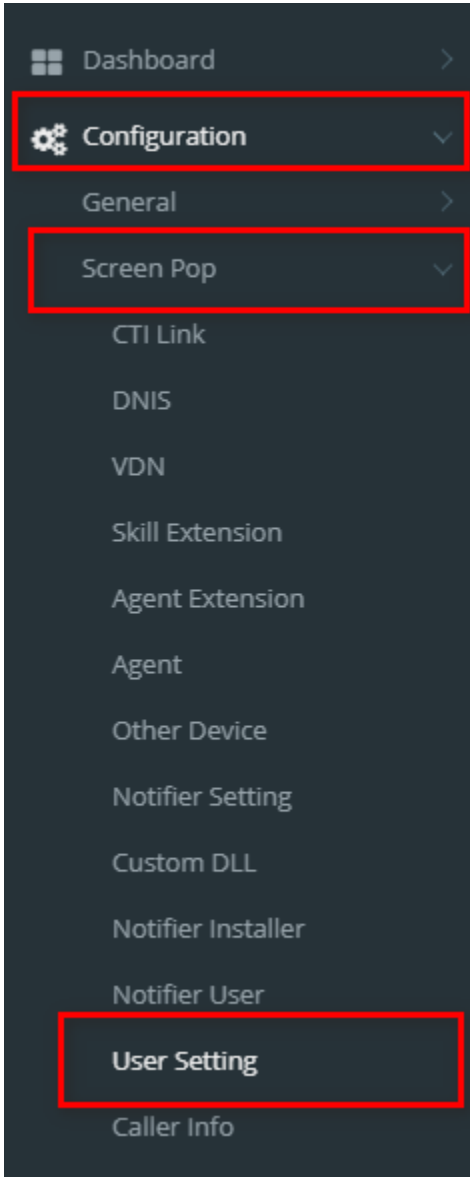 Dashboard
Configuration
General
Screen Pop
CTI Link
DNIS
VDN
Skill Extension
Agent Extension
Agent
Other Device
Notifier Setting
Custom DLL
Notifier Installer
Notifier User
User Setting
Caller Info